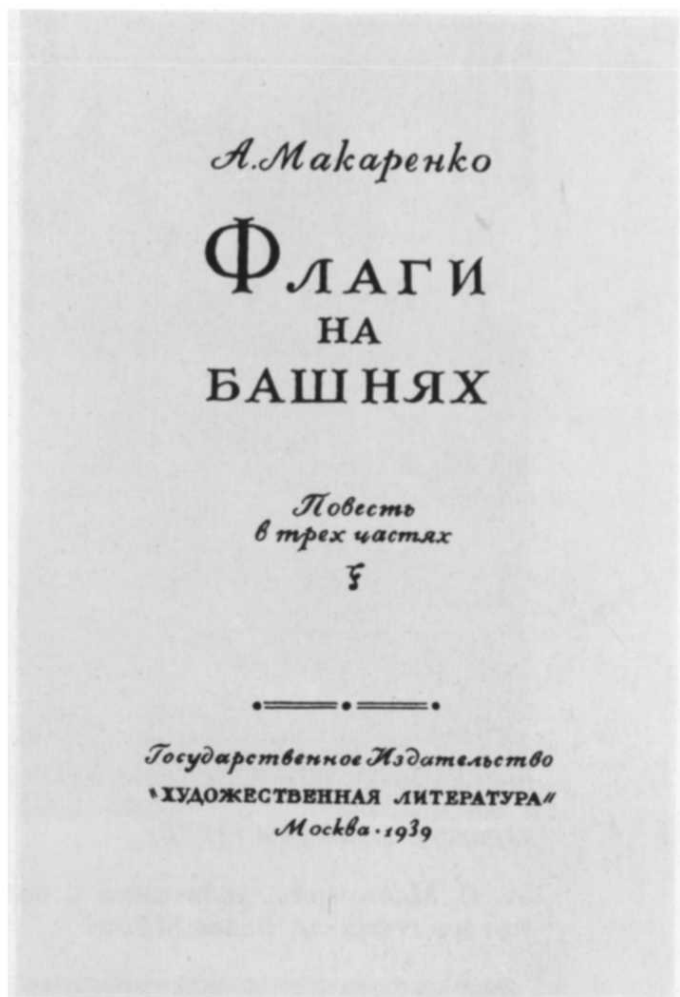 А. Макаренко
Флаги
на
башнях
Повесть
в трех частях
Государственное Издательство
"ХУДОЖЕСТВЕННАЯ ЛИТЕРАТУРА"
Москва · 1939